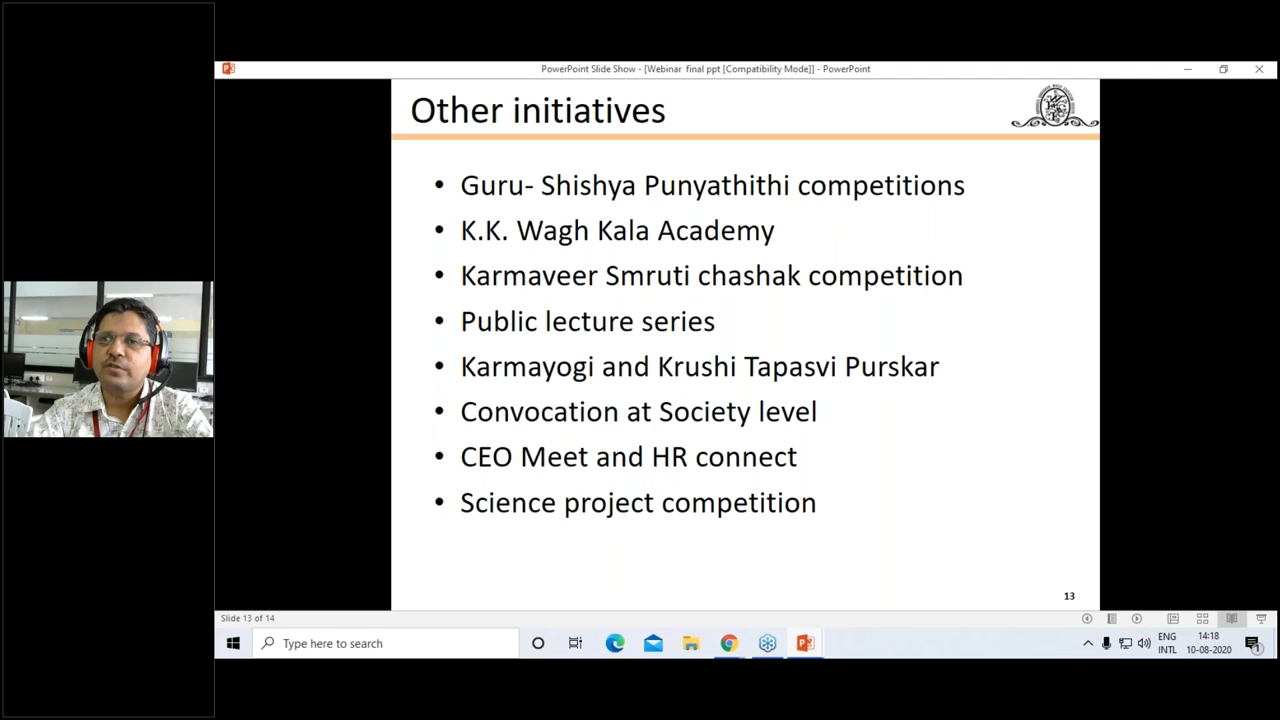 PowerPoint Slide Show - [Webinar final ppt [Compatibility Mode]] - PowerPoint
Other initiatives
• Guru- Shishya Punyathithi competitions
• K.K. Wagh Kala Academy
• Karmaveer Smruti chashak competition
• Public lecture series
• Karmayogi and Krushi Tapasvi Purskar
• Convocation at Society level
• CEO Meet and HR connect
• Science project competition
13
Slide 13 of 14
Type here to search
ENG
INTL
14:18
10-08-2020
1